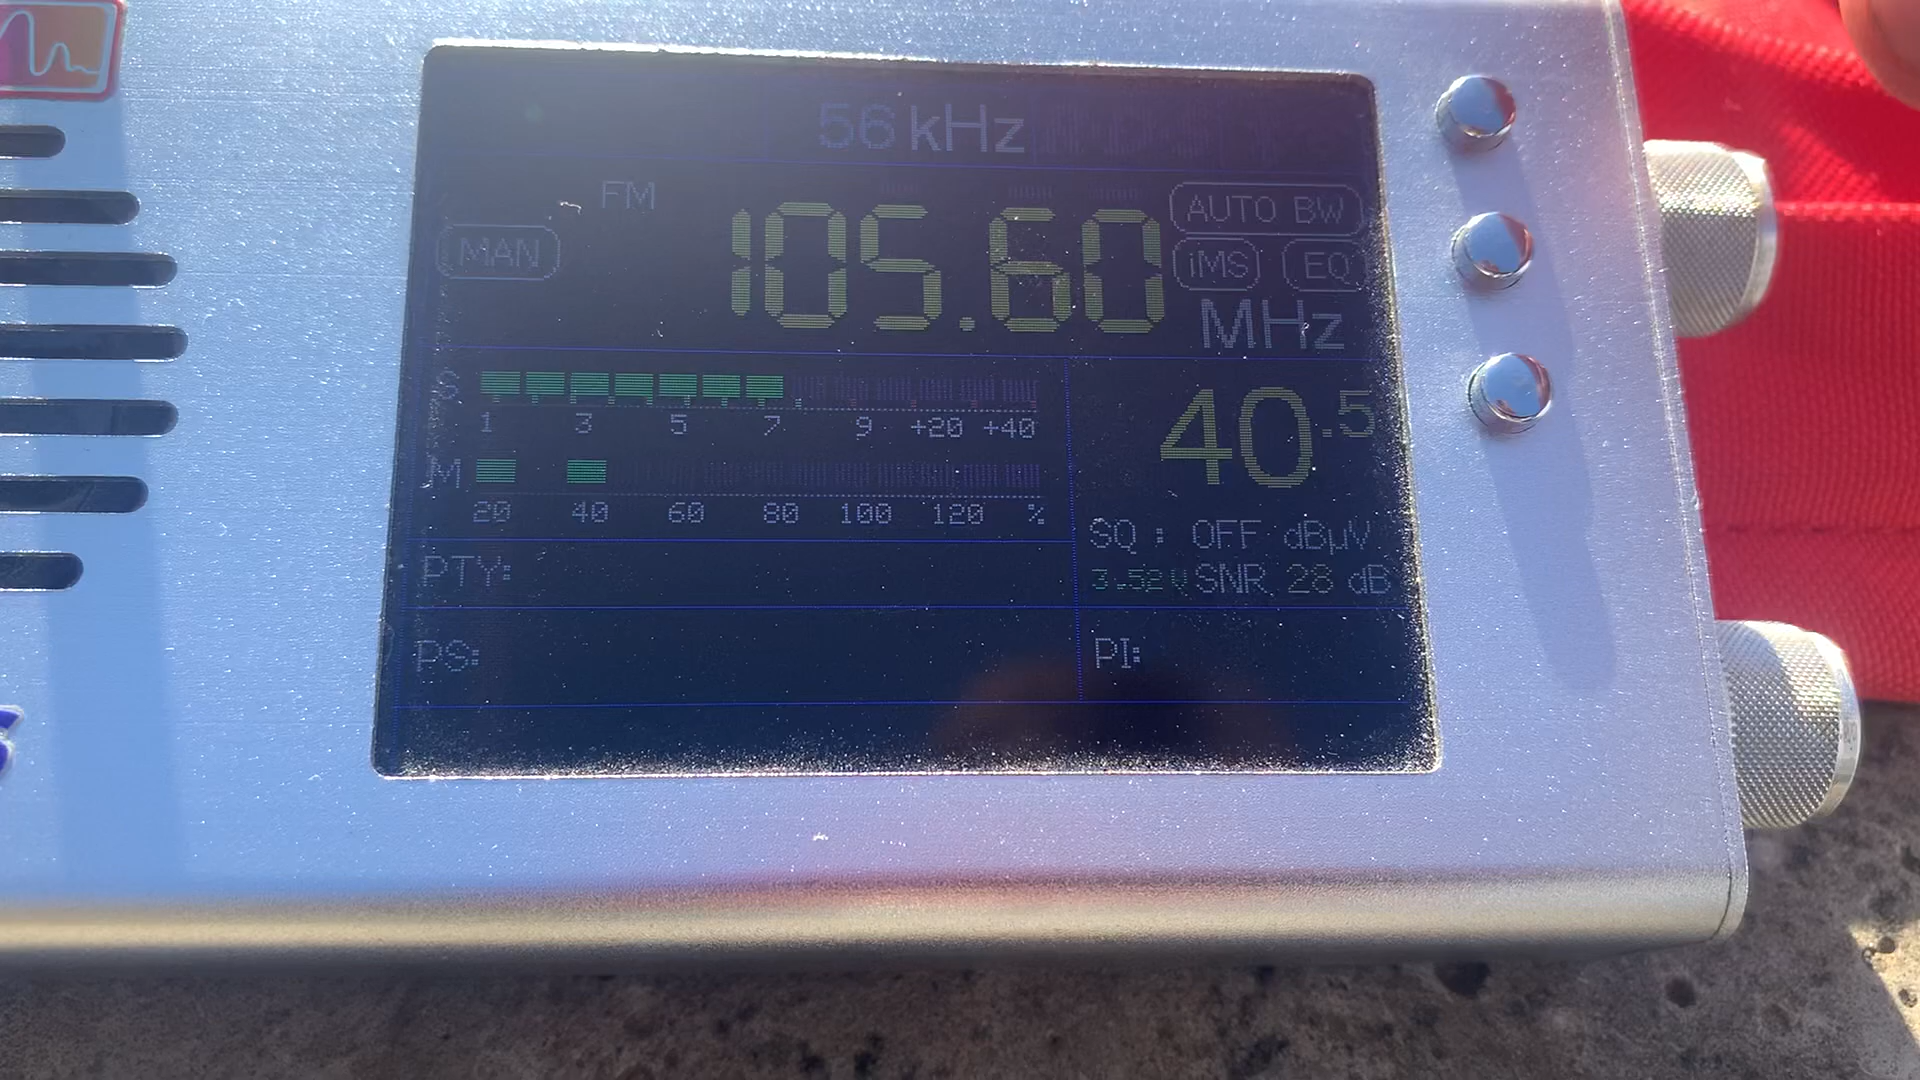 56 kHz
FM
MAN
105.60
AUTO BW
iMS EQ
MHz
S
1 3 5 7 9 +20 +40
40.5
M
20 40 60 80 100 120 %
SQ : OFF dBµV
PTY:
3.52V SNR 28 dB
PS:
PI: